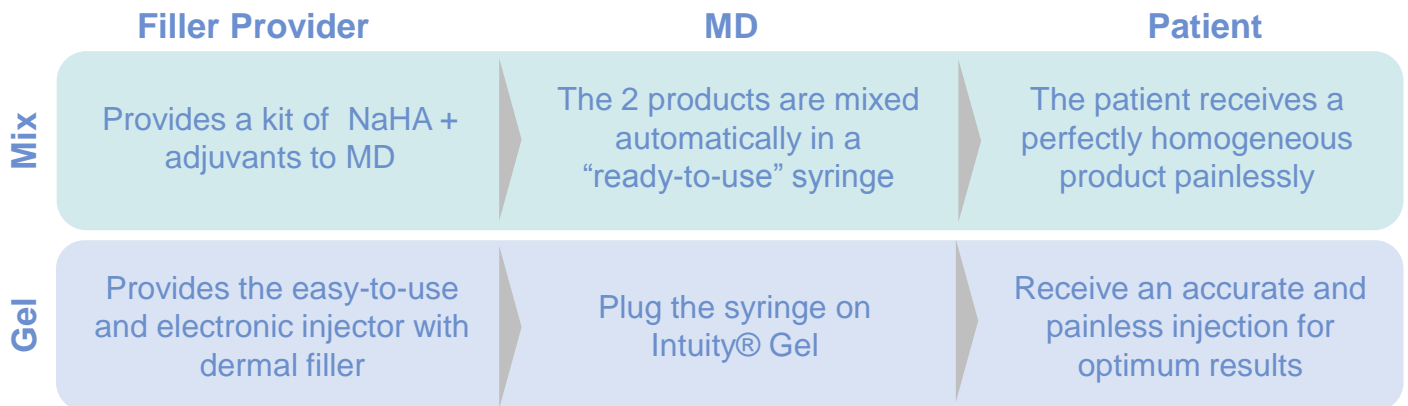 Filler Provider
MD
Patient
Mix
Provides a kit of NaHA +
adjuvants to MD
The 2 products are mixed
automatically in a
“ready-to-use” syringe
The patient receives a
perfectly homogeneous
product painlessly
Gel
Provides the easy-to-use
and electronic injector with
dermal filler
Plug the syringe on
Intuity® Gel
Receive an accurate and
painless injection for
optimum results